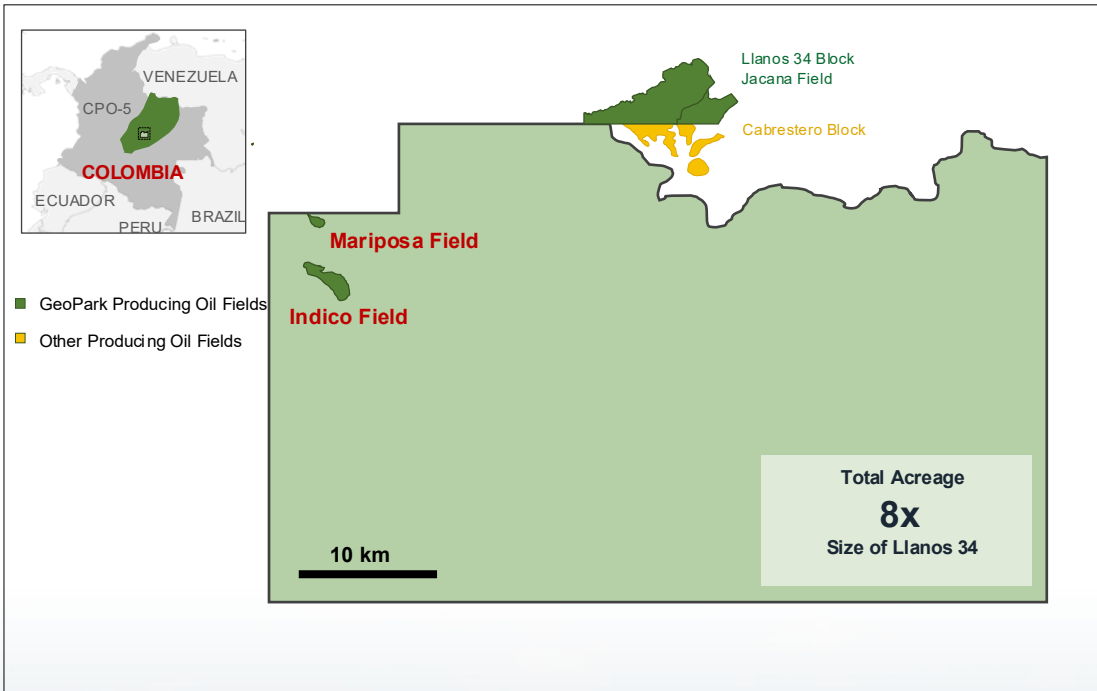 VENEZUELA
CPO-5
COLOMBIA
ECUADOR
PERU
BRAZIL
Llanos 34 Block
Jacana Field
Cabrestero Block
Mariposa Field
Indico Field
GeoPark Producing Oil Fields
Other Producing Oil Fields
10 km
Total Acreage
8x
Size of Llanos 34